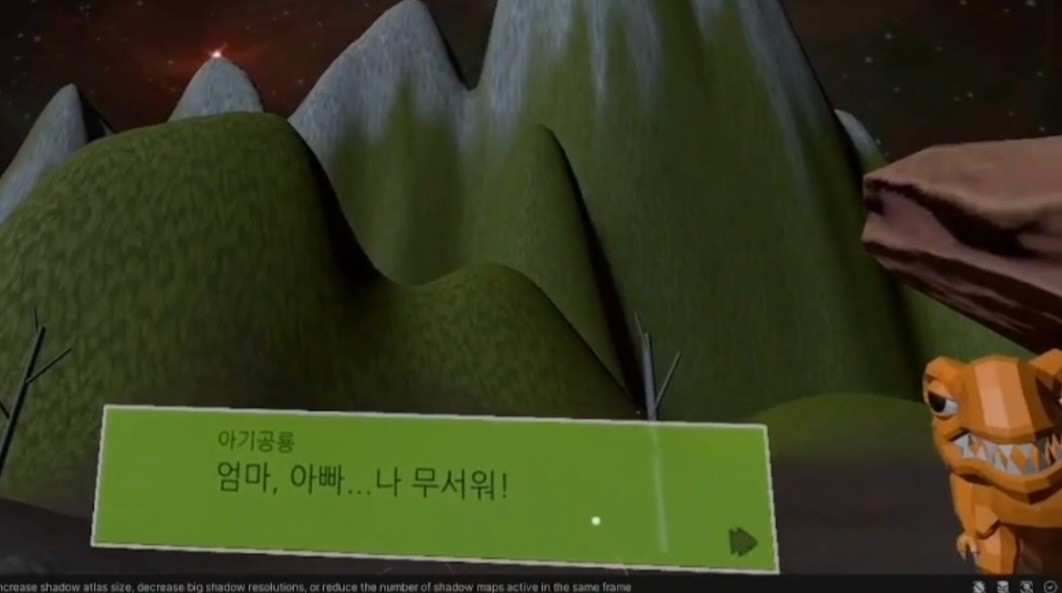 아기공룡
엄마, 아빠...나 무서워!
ncrease shadow atlas size, decrease big shadow resolutions, or reduce the number of shadow maps active in the same frame